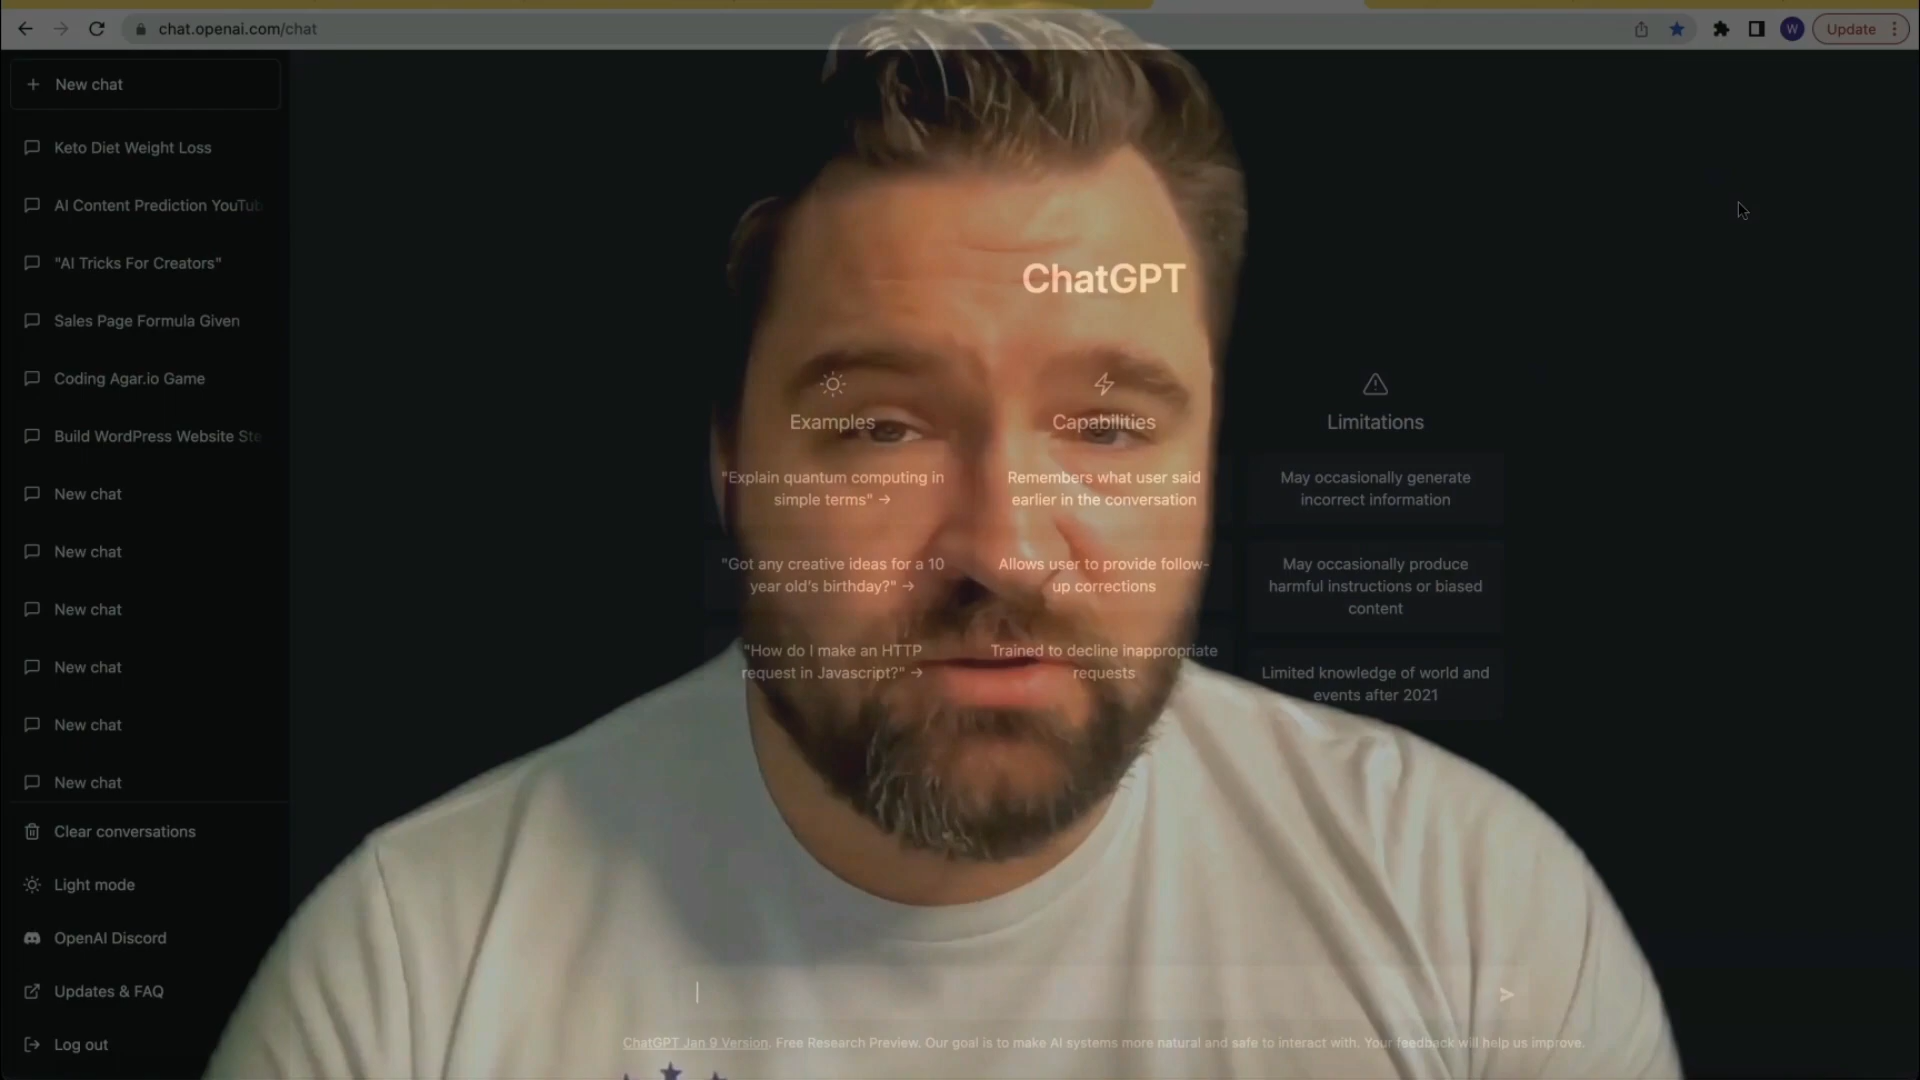 chat.openai.com/chat
W
Update
New chat
Keto Diet Weight Loss
AI Content Prediction YouTub
"AI Tricks For Creators"
Sales Page Formula Given
Coding Agar.io Game
Build WordPress Website Ste
New chat
New chat
New chat
New chat
New chat
New chat
Clear conversations
Light mode
OpenAI Discord
Updates & FAQ
Log out
ChatGPT
Examples
"Explain quantum computing in
simple terms" →
"Got any creative ideas for a 10
year old's birthday?" →
"How do I make an HTTP
request in Javascript?" →
Capabilities
Remembers what user said
earlier in the conversation
Allows user to provide follow-
up corrections
Trained to decline inappropriate
requests
Limitations
May occasionally generate
incorrect information
May occasionally produce
harmful instructions or biased
content
Limited knowledge of world and
events after 2021
ChatGPT Jan 9 Version. Free Research Preview. Our goal is to make AI systems more natural and safe to interact with. Your feedback will help us improve.